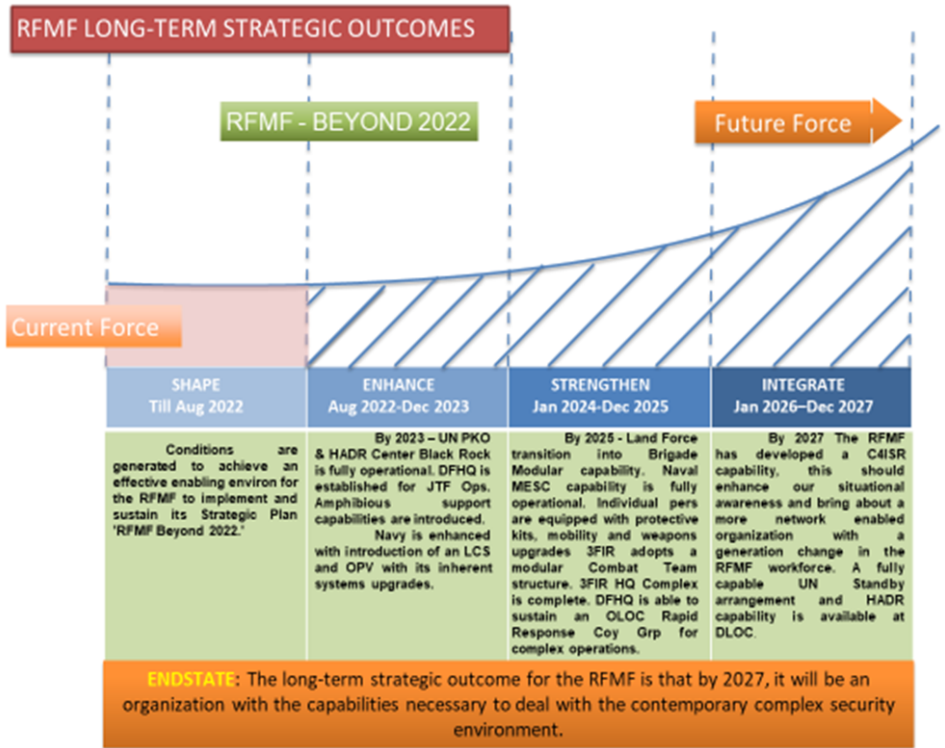 RFMF LONG-TERM STRATEGIC OUTCOMES
RFMF - BEYOND 2022
Future Force
Current Force
SHAPE
Till Aug 2022
Conditions are
generated to achieve an
effective enabling environ for
the RFMF to implement and
sustain its Strategic Plan
'RFMF Beyond 2022."
ENHANCE
Aug 2022-Dec 2023
By 2023 – UN PKO
& HADR Center Black Rock
is fully operational. DFHQ is
established for JTF Ops.
Amphibious support
capabilities are introduced.
Navy is enhanced
with introduction of an LCS
and OPV with its inherent
systems upgrades.
STRENGTHEN
Jan 2024-Dec 2025
By 2025 - Land Force
transition into Brigade
Modular capability. Naval
MESC capability is fully
operational. Individual pers
are equipped with protective
kits, mobility and weapons
upgrades 3FIR adopts a
modular Combat Team
structure. 3FIR HQ Complex
is complete. DFHQ is able to
sustain an OLOC Rapid
Response Coy Grp for
complex operations.
INTEGRATE
Jan 2026–Dec 2027
By 2027 The RFMF
has developed a C4ISR
capability, this should
enhance our situational
awareness and bring about a
more network enabled
organization with a
generation change in the
RFMF workforce. A fully
capable UN Standby
arrangement and HADR
capability is available at
DLOC.
ENDSTATE: The long-term strategic outcome for the RFMF is that by 2027, it will be an
organization with the capabilities necessary to deal with the contemporary complex security
environment.